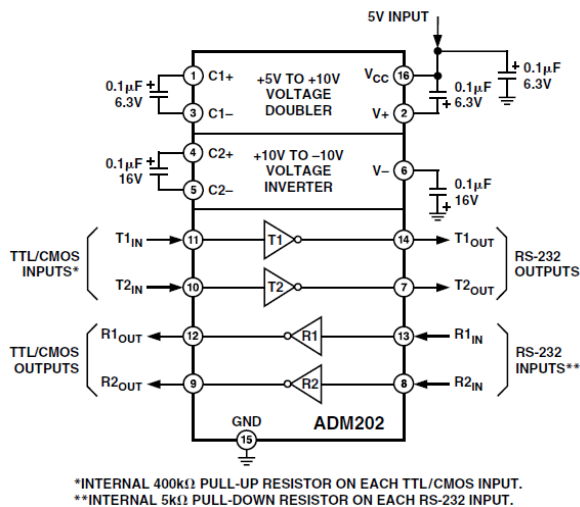 5V INPUT
1
C1+
+5V TO +10V
VOLTAGE
DOUBLER
VCC
16
0.1μF
6.3V
+
3
C1–
V+
2
+
0.1μF
6.3V
+
0.1μF
6.3V
4
C2+
+10V TO –10V
VOLTAGE
INVERTER
V–
6
0.1μF
16V
+
5
C2–
+
0.1μF
16V
TTL/CMOS
INPUTS*
T1IN
11
T1
14
T1OUT
RS-232
OUTPUTS
T2IN
10
T2
7
T2OUT
TTL/CMOS
OUTPUTS
R1OUT
12
R1
13
R1IN
RS-232
INPUTS**
R2OUT
9
R2
8
R2IN
GND
15
ADM202
*INTERNAL 400kΩ PULL-UP RESISTOR ON EACH TTL/CMOS INPUT.
**INTERNAL 5kΩ PULL-DOWN RESISTOR ON EACH RS-232 INPUT.